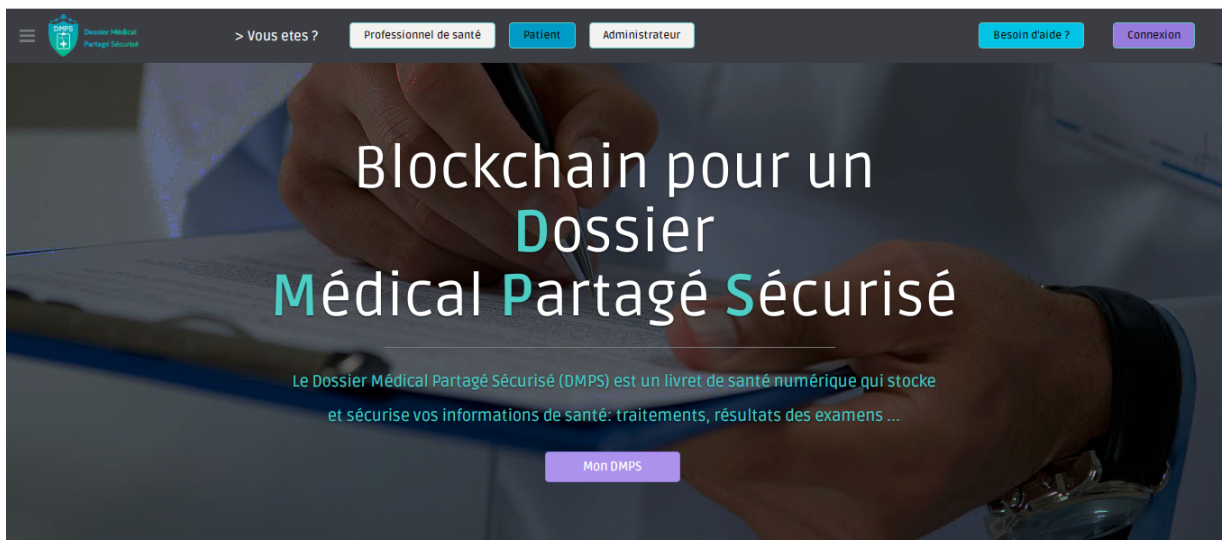 DMPS
Dossier Médical
Partagé Sécurisé
> Vous etes ?
Professionnel de santé
Patient
Administrateur
Besoin d'aide ?
Connexion
Blockchain pour un
Dossier
Médical Partagé Sécurisé
Le Dossier Médical Partagé Sécurisé (DMPS) est un livret de santé numérique qui stocke
et sécurise vos informations de santé: traitements, résultats des examens ...
Mon DMPS